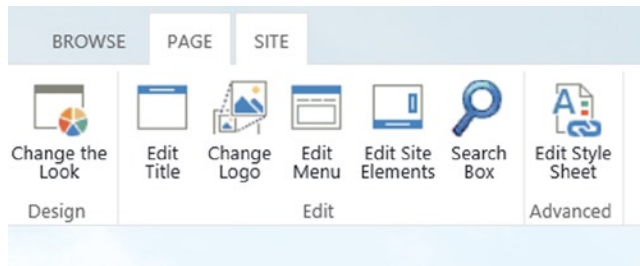 BROWSE PAGE SITE
Change the Look
Edit Title
Change Logo
Edit Menu
Edit Site Elements
Search Box
Edit Style Sheet
Design Edit Advanced